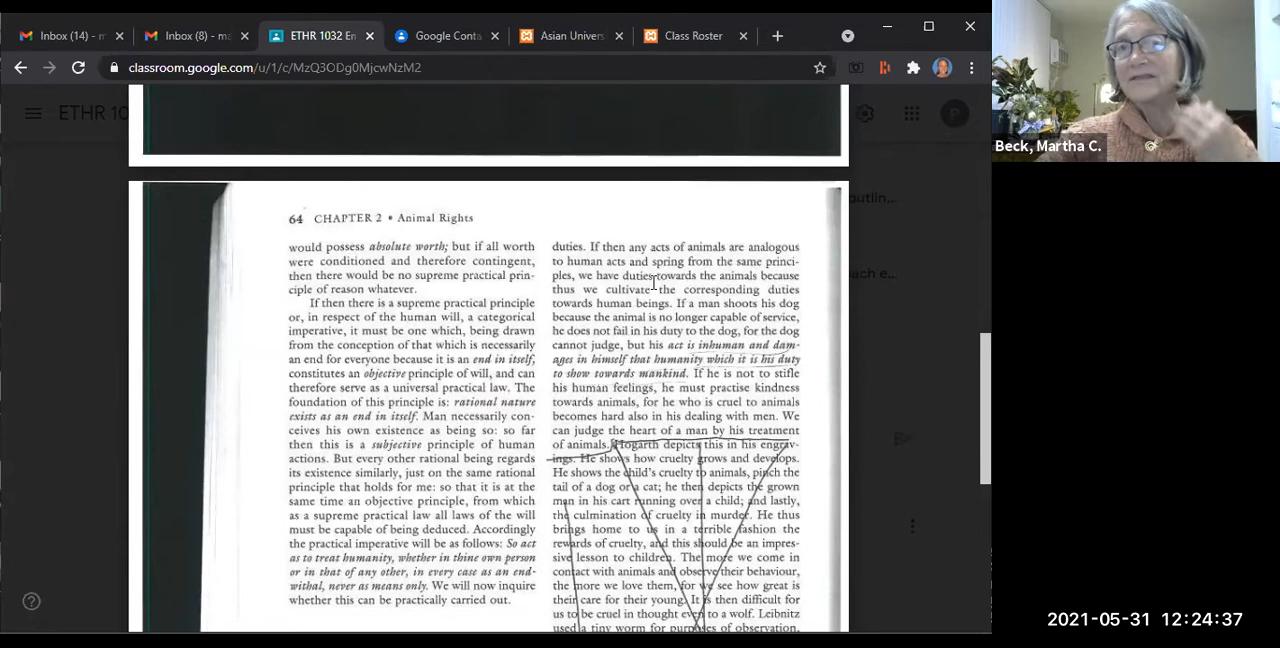 Inbox (14) - m
Inbox (8) - ma
ETHR 1032 En
Google Conta
Asian Univers
Class Roster
classroom.google.com/u/1/c/MzQ3ODg0MjcwNzM2
Beck, Martha C.
ETHR 10
P
utlin...
ach e...
64 CHAPTER 2 • Animal Rights
would possess absolute worth; but if all worth
were conditioned and therefore contingent,
then there would be no supreme practical prin-
ciple of reason whatever.
If then there is a supreme practical principle
or, in respect of the human will, a categorical
imperative, it must be one which, being drawn
from the conception of that which is necessarily
an end for everyone because it is an end in itself,
constitutes an objective principle of will, and can
therefore serve as a universal practical law. The
foundation of this principle is: rational nature
exists as an end in itself. Man necessarily con-
ceives his own existence as being so: so far
then this is a subjective principle of human
actions. But every other rational being regards
its existence similarly, just on the same rational
principle that holds for me: so that it is at the
same time an objective principle, from which
as a supreme practical law all laws of the will
must be capable of being deduced. Accordingly
the practical imperative will be as follows: So act
as to treat humanity, whether in thine own person
or in that of any other, in every case as an end-
withal, never as means only. We will now inquire
whether this can be practically carried out.
duties. If then any acts of animals are analogous
to human acts and spring from the same princi-
ples, we have duties towards the animals because
thus we cultivate the corresponding duties
towards human beings. If a man shoots his dog
because the animal is no longer capable of service,
he does not fail in his duty to the dog, for the dog
cannot judge, but his act is inhuman and dam-
ages in himself that humanity which it is his duty
to show towards mankind. If he is not to stifle
his human feelings, he must practise kindness
towards animals, for he who is cruel to animals
becomes hard also in his dealing with men. We
can judge the heart of a man by his treatment
of animals. Hogarth depicts this in his engrav-
ings. He shows how cruelty grows and develops.
He shows the child's cruelty to animals, pinch the
tail of a dog or a cat; he then depicts the grown
man in his cart running over a child; and lastly,
the culmination of cruelty in murder. He thus
brings home to us in a terrible fashion the
rewards of cruelty, and this should be an impres-
sive lesson to children. The more we come in
contact with animals and observe their behaviour,
the more we love them, for we see how great is
their care for their young. It is then difficult for
us to be cruel in thought even to a wolf. Leibnitz
used a tiny worm for purposes of observation,
2021-05-31 12:24:37